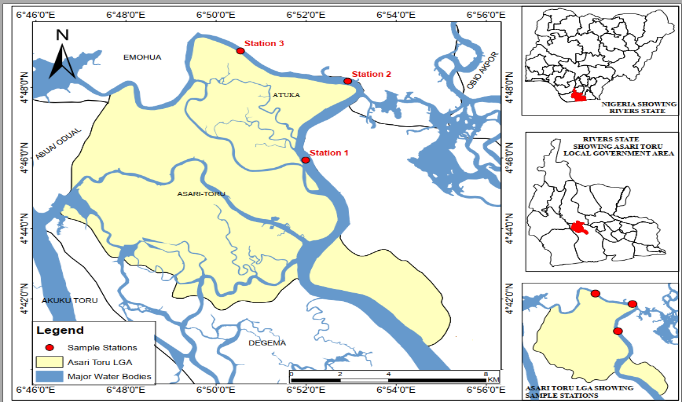 6°46'0"E 6°48'0"E 6°50'0"E 6°52'0"E 6°54'0"E 6°56'0"E
N
EMOHUA
Station 3
Station 2
OBIO AKPOR
ATUKA
4°48'0"N
4°48'0"N
ABUAI ODUAL
Station 1
4°46'0"N
4°46'0"N
ASARI-TORU
4°44'0"N
4°44'0"N
AKUKU TORU
4°42'0"N
4°42'0"N
DEGEMA
Legend
Sample Stations
Asari Toru LGA
Major Water Bodies
0 2 4 8
KM
6°46'0"E 6°48'0"E 6°50'0"E 6°52'0"E 6°54'0"E 6°56'0"E
NIGERIA SHOWING
RIVERS STATE
RIVERS STATE
SHOWING ASARI TORU
LOCAL GOVERNMENT AREA
ASARI TORU LGA SHOWING
SAMPLE STATIONS